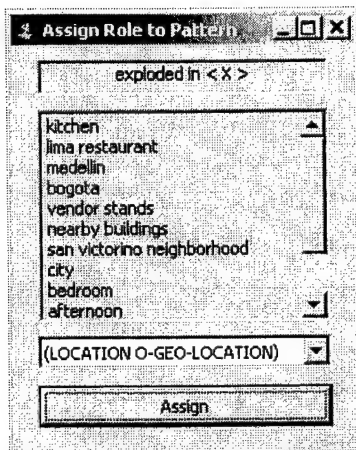 Assign Role to Pattern
exploded in <X>
kitchen
lima restaurant
medellin
bogota
vendor stands
nearby buildings
san victorino neighborhood
city
bedroom
afternoon
(LOCATION O-GEO-LOCATION)
Assign